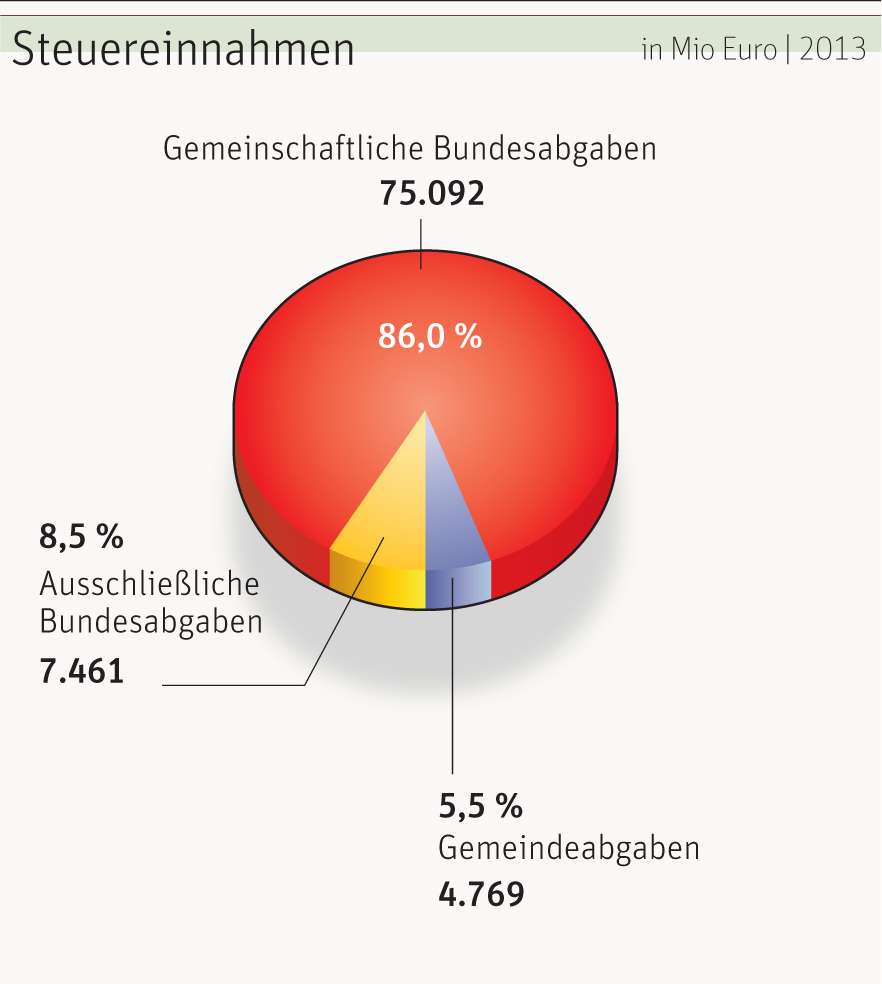 Steuereinnahmen
in Mio Euro | 2013
Gemeinschaftliche Bundesabgaben
75.092
86,0 %
8,5 %
Ausschließliche
Bundesabgaben
7.461
5,5 %
Gemeindeabgaben
4.769